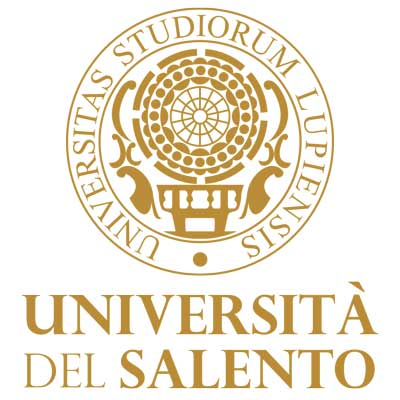 UNIVERSITAS STUDIORUM LUPIENSIS
UNIVERSITÀ
DEL SALENTO